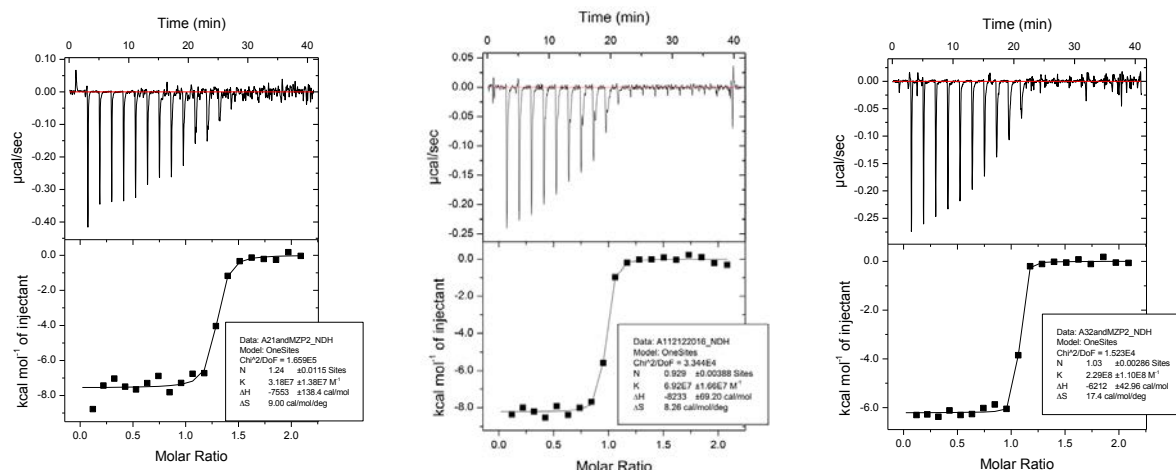 Time (min)
0 10 20 30 40
0.10
0.00
-0.10
-0.20
-0.30
-0.40
µcal/sec
0.0
-2.0
-4.0
-6.0
-8.0
kcal mol⁻¹ of injectant
Data: A21andMZP2_NDH
Model: OneSites
Chi^2/DoF = 1.659E5
N 1.24 ±0.0115 Sites
K 3.18E7 ±1.38E7 M⁻¹
ΔH -7553 ±138.4 cal/mol
ΔS 9.00 cal/mol/deg
0.0 0.5 1.0 1.5 2.0
Molar Ratio
Time (min)
0 10 20 30 40
0.05
0.00
-0.05
-0.10
-0.15
-0.20
-0.25
µcal/sec
0.0
-2.0
-4.0
-6.0
-8.0
kcal mol⁻¹ of injectant
Data: A112122016_NDH
Model: OneSites
Chi^2/DoF = 3.344E4
N 0.929 ±0.00388 Sites
K 6.92E7 ±1.66E7 M⁻¹
ΔH -8233 ±69.20 cal/mol
ΔS 8.26 cal/mol/deg
0.0 0.5 1.0 1.5 2.0
Molar Ratio
Time (min)
0 10 20 30 40
0.00
-0.05
-0.10
-0.15
-0.20
-0.25
µcal/sec
0.0
-2.0
-4.0
-6.0
kcal mol⁻¹ of injectant
Data: A32andMZP2_NDH
Model: OneSites
Chi^2/DoF = 1.523E4
N 1.03 ±0.00286 Sites
K 2.29E8 ±1.10E8 M⁻¹
ΔH -6212 ±42.96 cal/mol
ΔS 17.4 cal/mol/deg
0.0 0.5 1.0 1.5 2.0
Molar Ratio